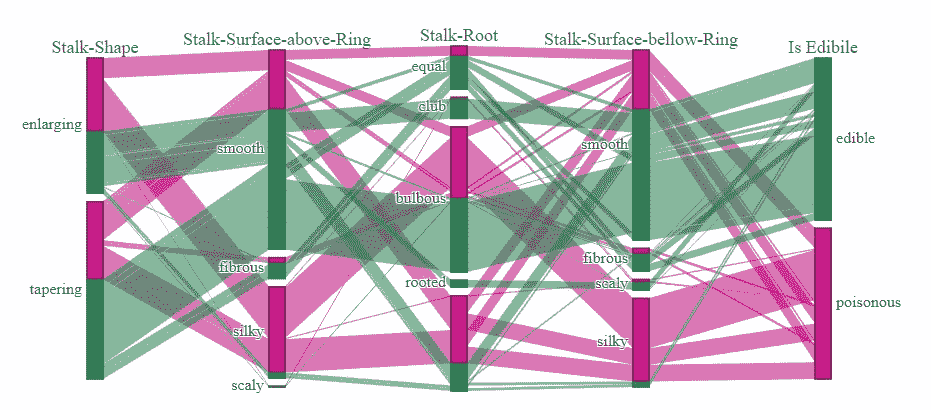 Stalk-Shape
Stalk-Surface-above-Ring
Stalk-Root
Stalk-Surface-bellow-Ring
Is Edibile
enlarging
tapering
smooth
fibrous
silky
scaly
equal
club
bulbous
rooted
smooth
fibrous
scaly
silky
edible
poisonous